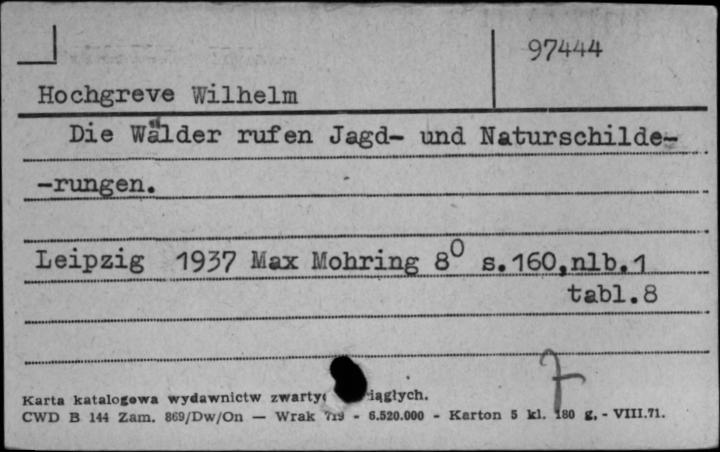 97444
Hochgreve Wilhelm
Die Wälder rufen Jagd- und Naturschilde-
-rungen.
Leipzig 1937 Max Mohring 8⁰ s.160,nlb.1
tabl.8
Karta katalogowa wydawnictw
CWD B 144 Zam. 869/Dw/On — Wrak 719 - 6.520.000 - Karton 5 kl. 180 g. - VIII.71.